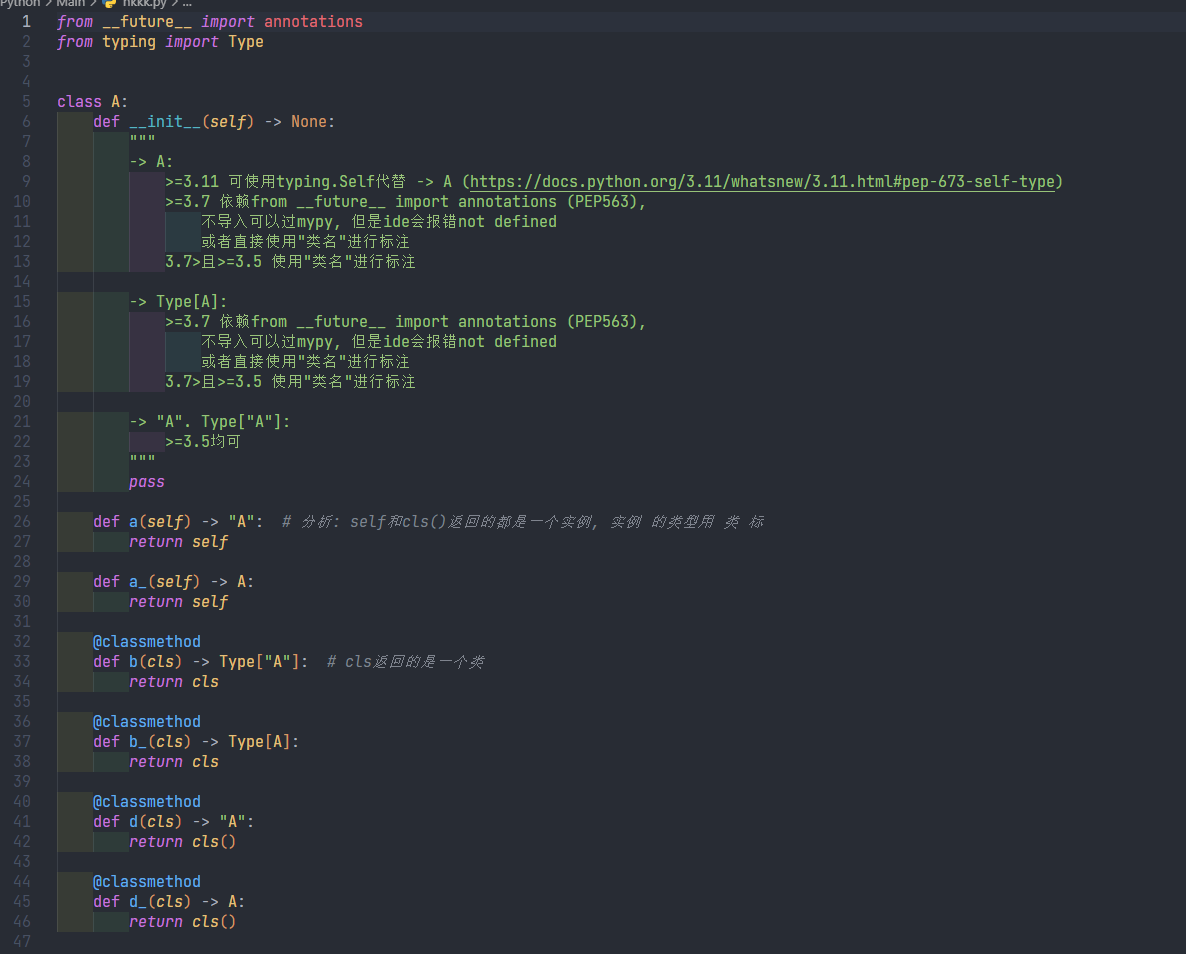 Python > Main > hkkk.py > ...
1 from __future__ import annotations
2 from typing import Type
3
4
5 class A:
6     def __init__(self) -> None:
7         """
8         -> A:
9             >=3.11 可使用typing.Self代替 -> A (https://docs.python.org/3.11/whatsnew/3.11.html#pep-673-self-type)
10             >=3.7 依赖from __future__ import annotations (PEP563),
11                 不导入可以过mypy, 但是ide会报错not defined
12                 或者直接使用"类名"进行标注
13             3.7>且>=3.5 使用"类名"进行标注
14
15         -> Type[A]:
16             >=3.7 依赖from __future__ import annotations (PEP563),
17                 不导入可以过mypy, 但是ide会报错not defined
18                 或者直接使用"类名"进行标注
19             3.7>且>=3.5 使用"类名"进行标注
20
21         -> "A". Type["A"]:
22             >=3.5均可
23         """
24         pass
25
26     def a(self) -> "A":  # 分析: self和cls()返回的都是一个实例, 实例 的类型用 类 标
27         return self
28
29     def a_(self) -> A:
30         return self
31
32     @classmethod
33     def b(cls) -> Type["A"]:  # cls返回的是一个类
34         return cls
35
36     @classmethod
37     def b_(cls) -> Type[A]:
38         return cls
39
40     @classmethod
41     def d(cls) -> "A":
42         return cls()
43
44     @classmethod
45     def d_(cls) -> A:
46         return cls()
47